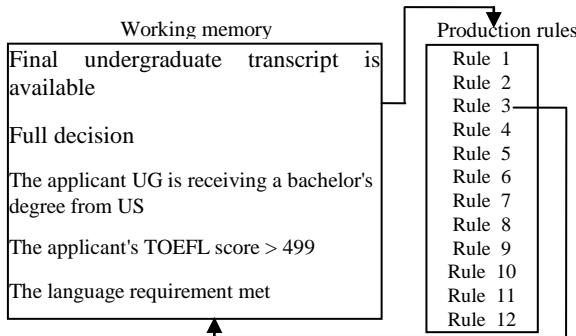 Working memory
Production rules
Final undergraduate transcript is
available
Full decision
The applicant UG is receiving a bachelor's
degree from US
The applicant's TOEFL score > 499
The language requirement met
Rule 1
Rule 2
Rule 3
Rule 4
Rule 5
Rule 6
Rule 7
Rule 8
Rule 9
Rule 10
Rule 11
Rule 12